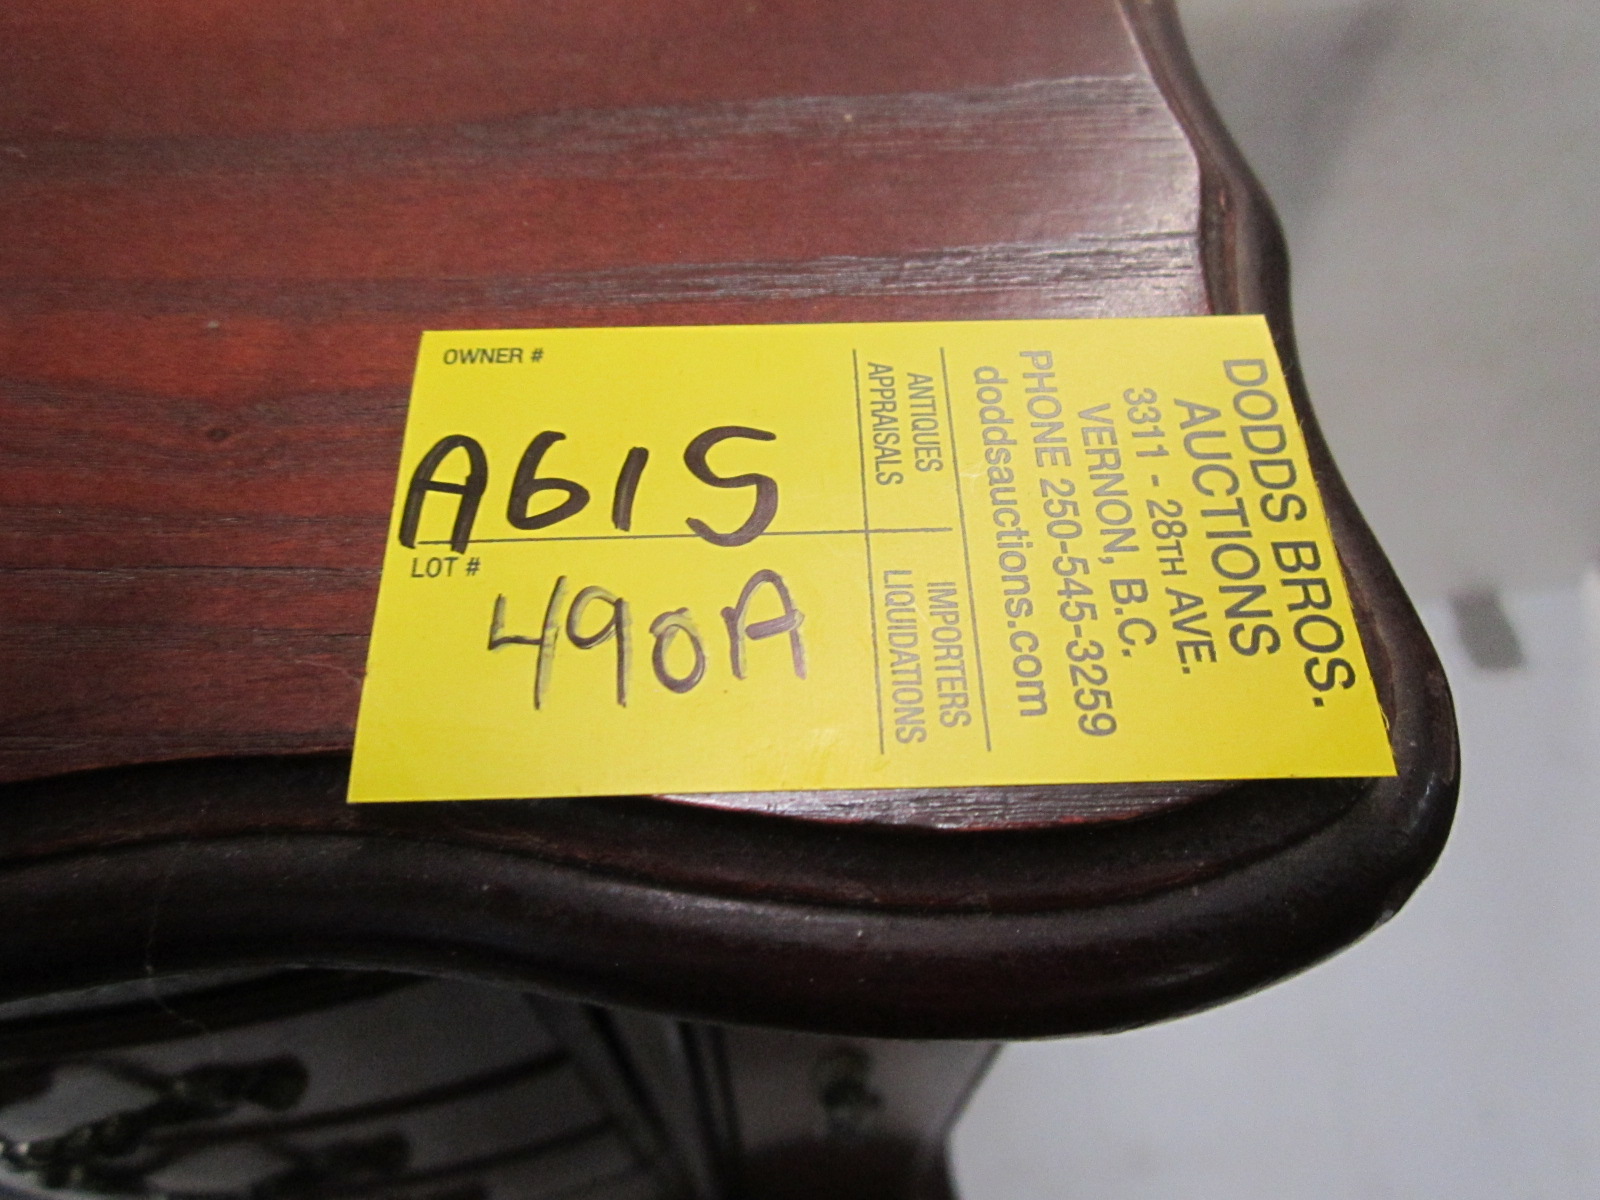 OWNER #
A615
LOT #
490A
DODDS BROS.
AUCTIONS
3311 - 28TH AVE.
VERNON, B.C.
PHONE 250-545-3259
doddsauctions.com
ANTIQUES
APPRAISALS
IMPORTERS
LIQUIDATIONS